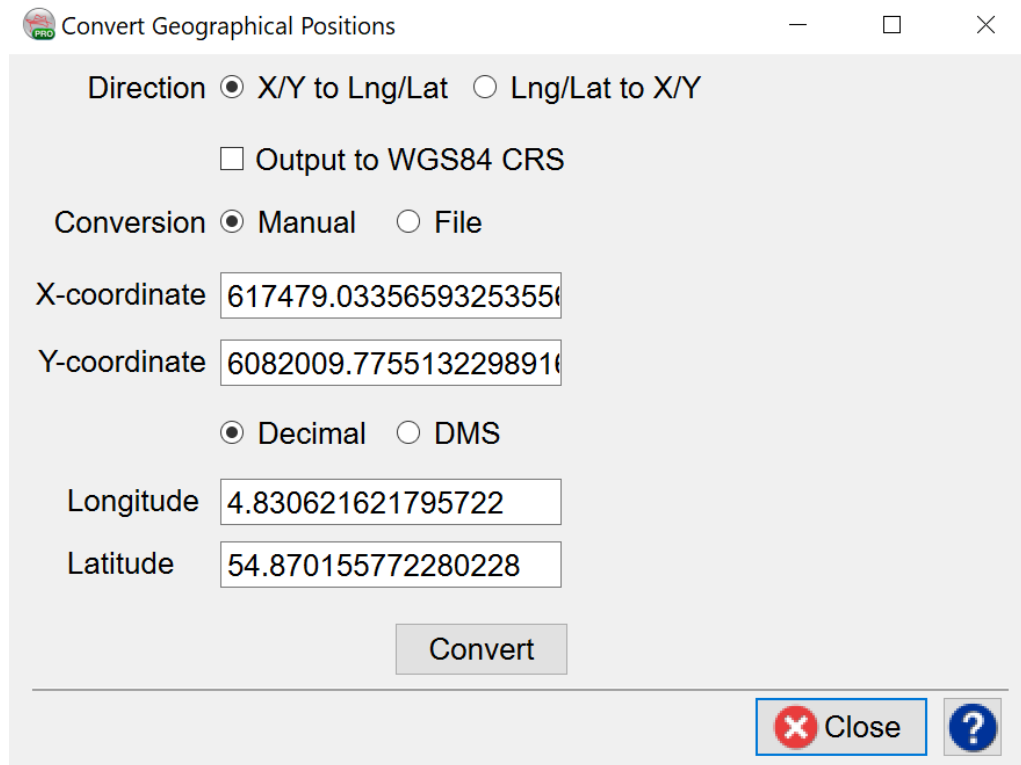 PRO Convert Geographical Positions
Direction X/Y to Lng/Lat Lng/Lat to X/Y
Output to WGS84 CRS
Conversion Manual File
X-coordinate 617479.0335659325355
Y-coordinate 6082009.775513229891
Decimal DMS
Longitude 4.830621621795722
Latitude 54.870155772280228
Convert
Close ?